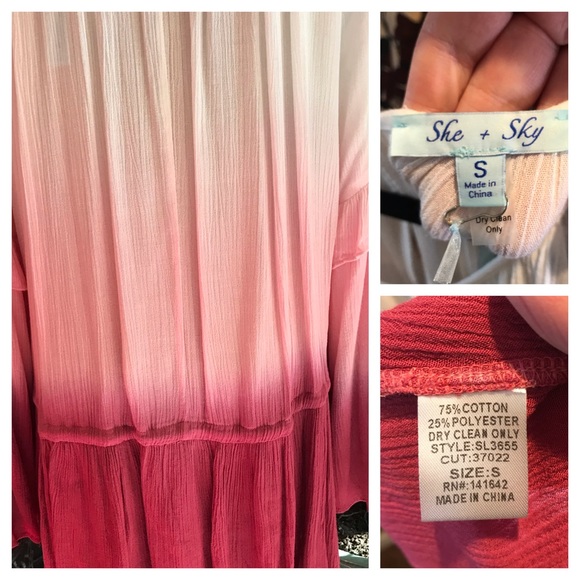 She + Sky
S
Made in
China
Dry Clean
Only
75%COTTON
25%POLYESTER
DRY CLEAN ONLY
STYLE:SL3655
CUT:37022
SIZE:S
RN#:141642
MADE IN CHINA